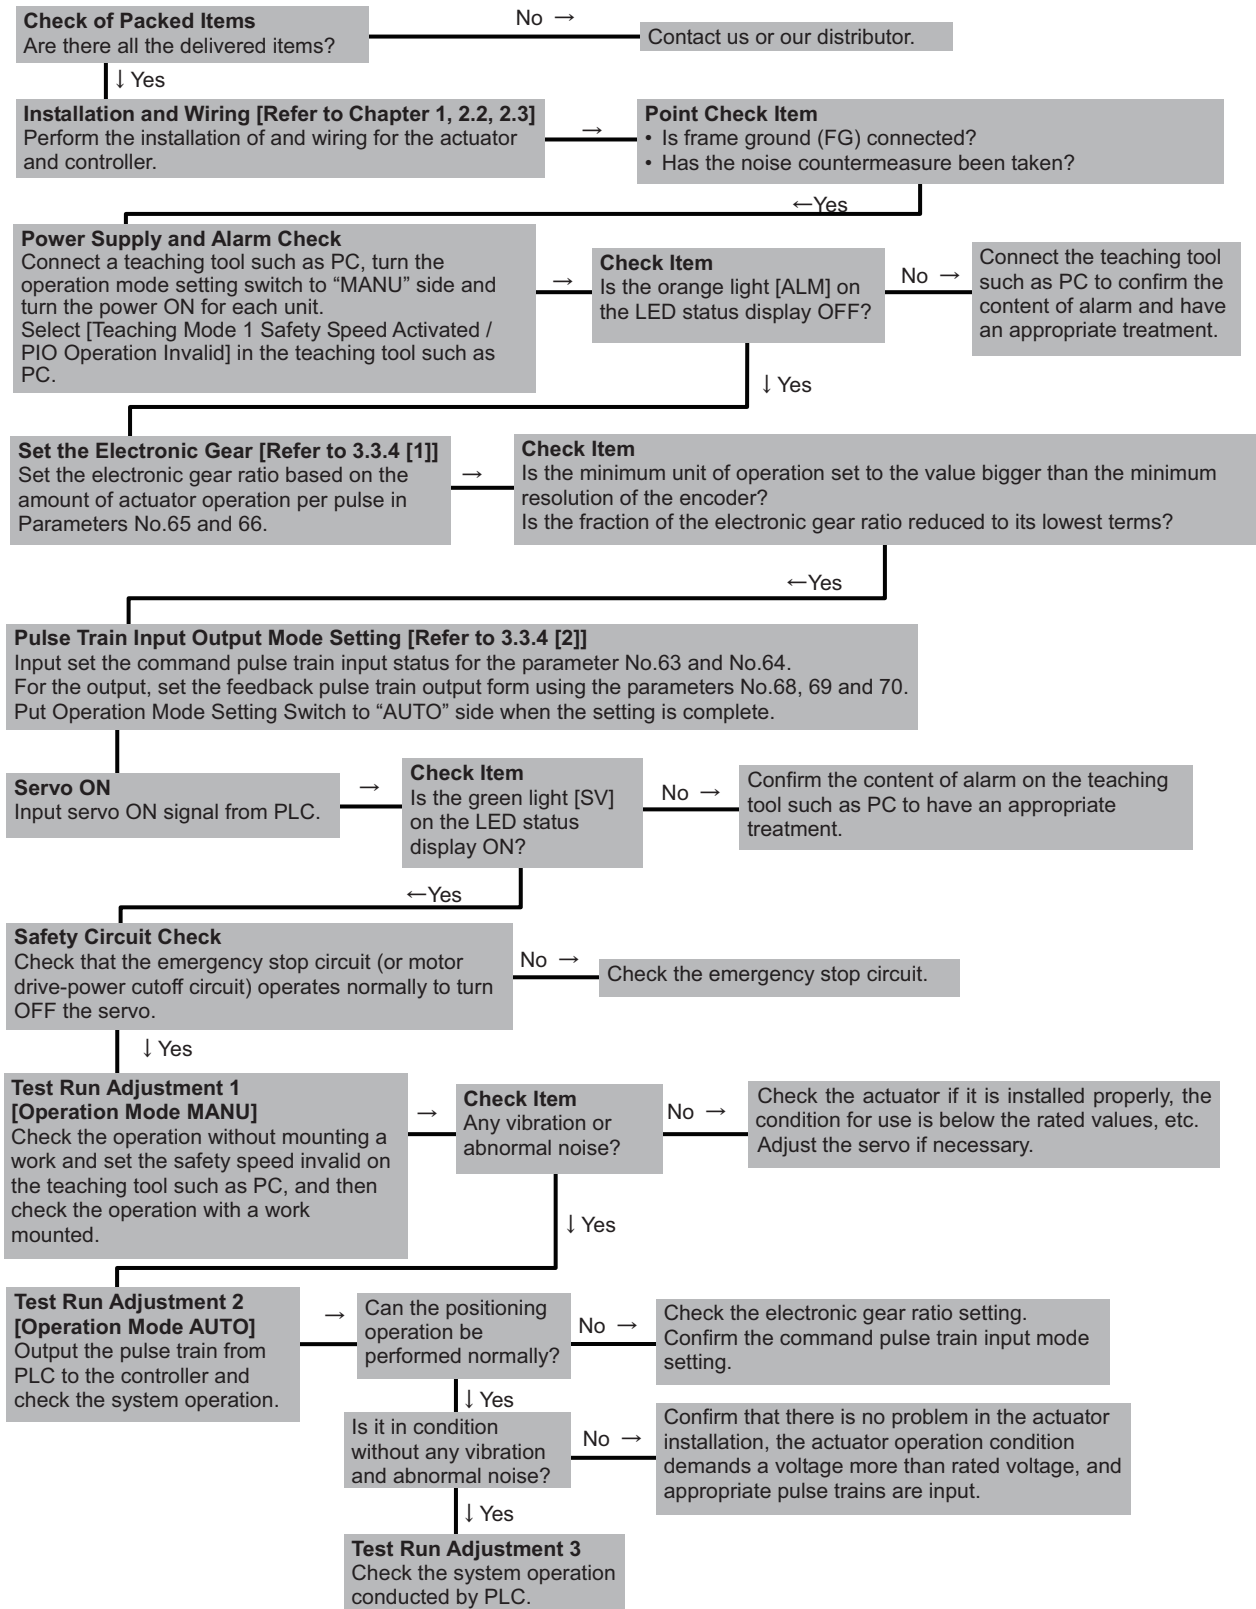 Check of Packed Items
Are there all the delivered items?
No →
Contact us or our distributor.
↓ Yes
Installation and Wiring [Refer to Chapter 1, 2.2, 2.3]
Perform the installation of and wiring for the actuator
and controller.
→
Point Check Item
• Is frame ground (FG) connected?
• Has the noise countermeasure been taken?
←Yes
Power Supply and Alarm Check
Connect a teaching tool such as PC, turn the
operation mode setting switch to “MANU” side and
turn the power ON for each unit.
Select [Teaching Mode 1 Safety Speed Activated /
PIO Operation Invalid] in the teaching tool such as
PC.
→
Check Item
Is the orange light [ALM] on
the LED status display OFF?
No →
Connect the teaching tool
such as PC to confirm the
content of alarm and have
an appropriate treatment.
↓ Yes
Set the Electronic Gear [Refer to 3.3.4 [1]]
Set the electronic gear ratio based on the
amount of actuator operation per pulse in
Parameters No.65 and 66.
→
Check Item
Is the minimum unit of operation set to the value bigger than the minimum
resolution of the encoder?
Is the fraction of the electronic gear ratio reduced to its lowest terms?
←Yes
Pulse Train Input Output Mode Setting [Refer to 3.3.4 [2]]
Input set the command pulse train input status for the parameter No.63 and No.64.
For the output, set the feedback pulse train output form using the parameters No.68, 69 and 70.
Put Operation Mode Setting Switch to “AUTO” side when the setting is complete.
Servo ON
Input servo ON signal from PLC.
→
Check Item
Is the green light [SV]
on the LED status
display ON?
No →
Confirm the content of alarm on the teaching
tool such as PC to have an appropriate
treatment.
←Yes
Safety Circuit Check
Check that the emergency stop circuit (or motor
drive-power cutoff circuit) operates normally to turn
OFF the servo.
No →
Check the emergency stop circuit.
↓ Yes
Test Run Adjustment 1
[Operation Mode MANU]
Check the operation without mounting a
work and set the safety speed invalid on
the teaching tool such as PC, and then
check the operation with a work
mounted.
→
Check Item
Any vibration or
abnormal noise?
No →
Check the actuator if it is installed properly, the
condition for use is below the rated values, etc.
Adjust the servo if necessary.
↓ Yes
Test Run Adjustment 2
[Operation Mode AUTO]
Output the pulse train from
PLC to the controller and
check the system operation.
→
Can the positioning
operation be
performed normally?
No →
Check the electronic gear ratio setting.
Confirm the command pulse train input mode
setting.
↓ Yes
Is it in condition
without any vibration
and abnormal noise?
No →
Confirm that there is no problem in the actuator
installation, the actuator operation condition
demands a voltage more than rated voltage, and
appropriate pulse trains are input.
↓ Yes
Test Run Adjustment 3
Check the system operation
conducted by PLC.